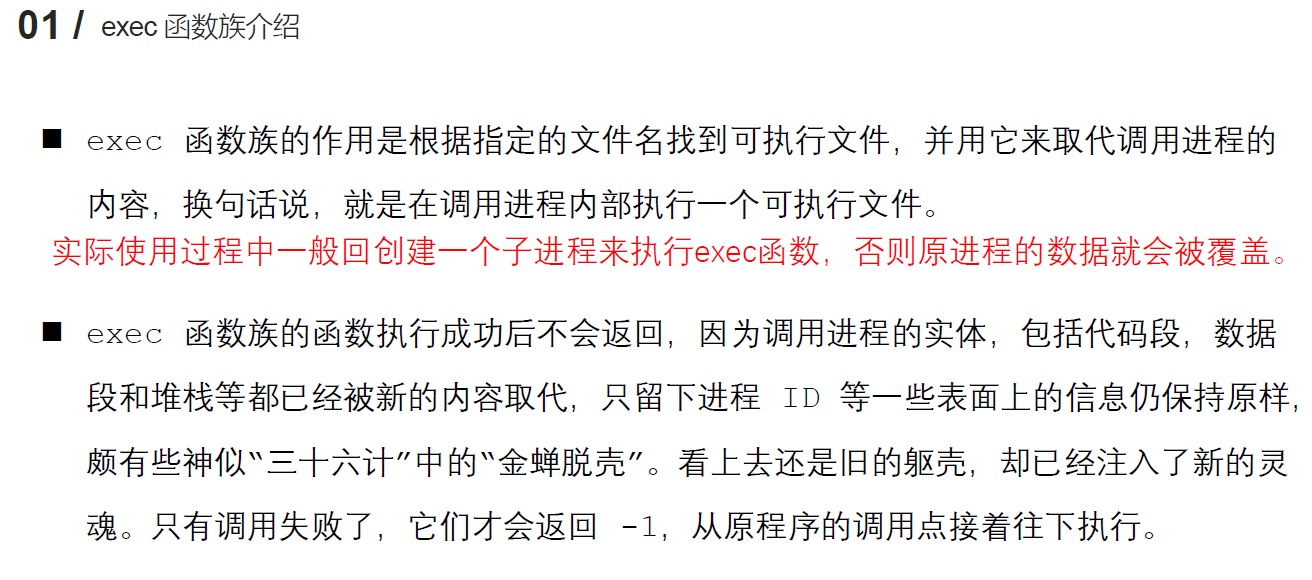 01 / exec 函数族介绍
■ exec 函数族的作用是根据指定的文件名找到可执行文件，并用它来取代调用进程的
内容，换句话说，就是在调用进程内部执行一个可执行文件。
实际使用过程中一般回创建一个子进程来执行exec函数，否则原进程的数据就会被覆盖。
■ exec 函数族的函数执行成功后不会返回，因为调用进程的实体，包括代码段，数据
段和堆栈等都已经被新的内容取代，只留下进程 ID 等一些表面上的信息仍保持原样，
颇有些神似“三十六计”中的“金蝉脱壳”。看上去还是旧的躯壳，却已经注入了新的灵
魂。只有调用失败了，它们才会返回 -1，从原程序的调用点接着往下执行。